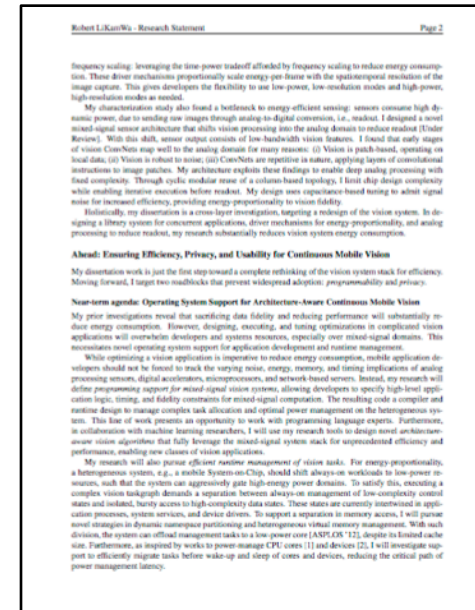 Robert LiKamWa - Research Statement Page 2
frequency scaling: leveraging the time-power tradeoff afforded by frequency scaling to reduce energy consump-
tion. These driver mechanisms proportionally scale energy-per-frame with the spatiotemporal resolution of the
image capture. This gives developers the flexibility to use low-power, low-resolution modes and high-power,
high-resolution modes as needed.
My characterization study also found a bottleneck to energy-efficient sensing: sensors consume high dy-
namic power, due to sending raw images through analog-to-digital conversion, i.e., readout. I designed a novel
mixed-signal sensor architecture that shifts vision processing into the analog domain to reduce readout [Under
Review]. With this shift, sensor output consists of low-bandwidth vision features. I found that early stages
of vision ConvNets map well to the analog domain for many reasons: (i) Vision is patch-based, operating on
local data; (ii) Vision is robust to noise; (iii) ConvNets are repetitive in nature, applying layers of convolutional
instructions to image patches. My architecture exploits these findings to enable deep analog processing with
fixed complexity. Through cyclic modular reuse of a column-based topology, I limit chip design complexity
while enabling iterative execution before readout. My design uses capacitance-based tuning to admit signal
noise for increased efficiency, providing energy-proportionality to vision fidelity.
Holistically, my dissertation is a cross-layer investigation, targeting a redesign of the vision system. In de-
signing a library system for concurrent applications, driver mechanisms for energy-proportionality, and analog
processing to reduce readout, my research substantially reduces vision system energy consumption.
Ahead: Ensuring Efficiency, Privacy, and Usability for Continuous Mobile Vision
My dissertation work is just the first step toward a complete rethinking of the vision system stack for efficiency.
Moving forward, I target two roadblocks that prevent widespread adoption: programmability and privacy.
Near-term agenda: Operating System Support for Architecture-Aware Continuous Mobile Vision
My prior investigations reveal that sacrificing data fidelity and reducing performance will substantially re-
duce energy consumption. However, designing, executing, and tuning optimizations in complicated vision
applications will overwhelm developers and systems resources, especially over mixed-signal domains. This
necessitates novel operating system support for application development and runtime management.
While optimizing a vision application is imperative to reduce energy consumption, mobile application de-
velopers should not be forced to track the varying noise, energy, memory, and timing implications of analog
processing sensors, digital accelerators, microprocessors, and network-based servers. Instead, my research will
define programming support for mixed-signal vision systems, allowing developers to specify high-level appli-
cation logic, timing, and fidelity constraints for mixed-signal computation. The resulting code a compiler and
runtime design to manage complex task allocation and optimal power management on the heterogeneous sys-
tem. This line of work presents an opportunity to work with programming language experts. Furthermore,
in collaboration with machine learning researchers, I will use my research tools to design novel architecture-
aware vision algorithms that fully leverage the mixed-signal system stack for unprecedented efficiency and
performance, enabling new classes of vision applications.
My research will also pursue efficient runtime management of vision tasks. For energy-proportionality,
a heterogeneous system, e.g., a mobile System-on-Chip, should shift always-on workloads to low-power re-
sources, such that the system can aggressively gate high-energy power domains. To satisfy this, executing a
complex vision taskgraph demands a separation between always-on management of low-complexity control
states and isolated, bursty access to high-complexity data states. These states are currently intertwined in appli-
cation processes, system services, and device drivers. To support a separation in memory access, I will pursue
novel strategies in dynamic namespace partitioning and heterogeneous virtual memory management. With such
division, the system can offload management tasks to a low-power core [ASPLOS '12], despite its limited cache
size. Furthermore, as inspired by works to power-manage CPU cores [1] and devices [2], I will investigate sup-
port to efficiently migrate tasks before wake-up and sleep of cores and devices, reducing the critical path of
power management latency.